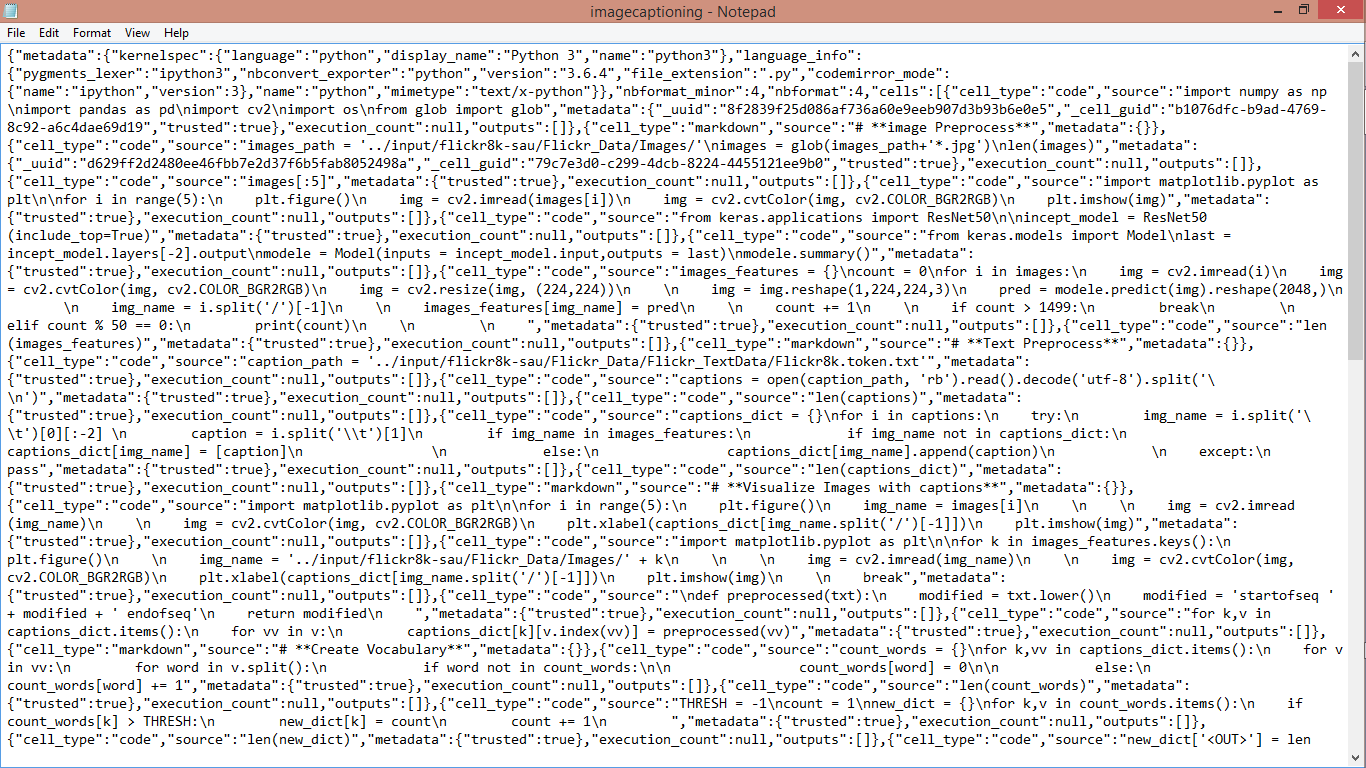 imagecaptioning - Notepad
File Edit Format View Help
{"metadata":{"kernelspec":{"language":"python","display_name":"Python 3","name":"python3"},"language_info":
{"pygments_lexer":"ipython3","nbconvert_exporter":"python","version":"3.6.4","file_extension":".py","codemirror_mode":
{"name":"ipython","version":3},"name":"python","mimetype":"text/x-python"}},"nbformat_minor":4,"nbformat":4,"cells":[{"cell_type":"code","source":"import numpy as np
\nimport pandas as pd\nimport cv2\nimport os\nfrom glob import glob","metadata":{"_uuid":"8f2839f25d086af736a60e9eeb907d3b93b6e0e5","_cell_guid":"b1076dfc-b9ad-4769-
8c92-a6c4dae69d19","trusted":true},"execution_count":null,"outputs":[]},{"cell_type":"markdown","source":"# **image Preprocess**","metadata":{}},
{"cell_type":"code","source":"images_path = '../input/flickr8k-sau/Flickr_Data/Images/'\nimages = glob(images_path+'*.jpg')\nlen(images)","metadata":
{"_uuid":"d629ff2d2480ee46fbb7e2d37f6b5fab8052498a","_cell_guid":"79c7e3d0-c299-4dcb-8224-4455121ee9b0","trusted":true},"execution_count":null,"outputs":[]},
{"cell_type":"code","source":"images[:5]","metadata":{"trusted":true},"execution_count":null,"outputs":[]},{"cell_type":"code","source":"import matplotlib.pyplot as
plt\n\nfor i in range(5):\n    plt.figure()\n    img = cv2.imread(images[i])\n    img = cv2.cvtColor(img, cv2.COLOR_BGR2RGB)\n    plt.imshow(img)","metadata":
{"trusted":true},"execution_count":null,"outputs":[]},{"cell_type":"code","source":"from keras.applications import ResNet50\n\nincept_model = ResNet50
(include_top=True)","metadata":{"trusted":true},"execution_count":null,"outputs":[]},{"cell_type":"code","source":"from keras.models import Model\nlast =
incept_model.layers[-2].output\nmodele = Model(inputs = incept_model.input,outputs = last)\nmodele.summary()","metadata":
{"trusted":true},"execution_count":null,"outputs":[]},{"cell_type":"code","source":"images_features = {}\ncount = 0\nfor i in images:\n    img = cv2.imread(i)\n    img
= cv2.cvtColor(img, cv2.COLOR_BGR2RGB)\n    img = cv2.resize(img, (224,224))\n    \n    img = img.reshape(1,224,224,3)\n    pred = modele.predict(img).reshape(2048,)\n
\n    img_name = i.split('/')[-1]\n    \n    images_features[img_name] = pred\n    \n    count += 1\n    \n    if count > 1499:\n        break\n        \n
elif count % 50 == 0:\n        print(count)\n    \n        \n    ","metadata":{"trusted":true},"execution_count":null,"outputs":[]},{"cell_type":"code","source":"len
(images_features)","metadata":{"trusted":true},"execution_count":null,"outputs":[]},{"cell_type":"markdown","source":"# **Text Preprocess**","metadata":{}},
{"cell_type":"code","source":"caption_path = '../input/flickr8k-sau/Flickr_Data/Flickr_TextData/Flickr8k.token.txt'","metadata":
{"trusted":true},"execution_count":null,"outputs":[]},{"cell_type":"code","source":"captions = open(caption_path, 'rb').read().decode('utf-8').split('\
\n')","metadata":{"trusted":true},"execution_count":null,"outputs":[]},{"cell_type":"code","source":"len(captions)","metadata":
{"trusted":true},"execution_count":null,"outputs":[]},{"cell_type":"code","source":"captions_dict = {}\nfor i in captions:\n    try:\n        img_name = i.split('\
\t')[0][:-2] \n        caption = i.split('\\t')[1]\n        if img_name in images_features:\n            if img_name not in captions_dict:\n
captions_dict[img_name] = [caption]\n                \n            else:\n                captions_dict[img_name].append(caption)\n            \n    except:\n
pass","metadata":{"trusted":true},"execution_count":null,"outputs":[]},{"cell_type":"code","source":"len(captions_dict)","metadata":
{"trusted":true},"execution_count":null,"outputs":[]},{"cell_type":"markdown","source":"# **Visualize Images with captions**","metadata":{}},
{"cell_type":"code","source":"import matplotlib.pyplot as plt\n\nfor i in range(5):\n    plt.figure()\n    img_name = images[i]\n    \n    \n    img = cv2.imread
(img_name)\n    \n    img = cv2.cvtColor(img, cv2.COLOR_BGR2RGB)\n    plt.xlabel(captions_dict[img_name.split('/')[-1]])\n    plt.imshow(img)","metadata":
{"trusted":true},"execution_count":null,"outputs":[]},{"cell_type":"code","source":"import matplotlib.pyplot as plt\n\nfor k in images_features.keys():\n
plt.figure()\n    \n    img_name = '../input/flickr8k-sau/Flickr_Data/Images/' + k\n    \n    \n    img = cv2.imread(img_name)\n    \n    img = cv2.cvtColor(img,
cv2.COLOR_BGR2RGB)\n    plt.xlabel(captions_dict[img_name.split('/')[-1]])\n    plt.imshow(img)\n    \n    break","metadata":
{"trusted":true},"execution_count":null,"outputs":[]},{"cell_type":"code","source":"\ndef preprocessed(txt):\n    modified = txt.lower()\n    modified = 'startofseq '
+ modified + ' endofseq'\n    return modified\n    ","metadata":{"trusted":true},"execution_count":null,"outputs":[]},{"cell_type":"code","source":"for k,v in
captions_dict.items():\n    for vv in v:\n        captions_dict[k][v.index(vv)] = preprocessed(vv)","metadata":{"trusted":true},"execution_count":null,"outputs":[]},
{"cell_type":"markdown","source":"# **Create Vocabulary**","metadata":{}},{"cell_type":"code","source":"count_words = {}\nfor k,vv in captions_dict.items():\n    for v
in vv:\n        for word in v.split():\n            if word not in count_words:\n\n                count_words[word] = 0\n\n            else:\n
count_words[word] += 1","metadata":{"trusted":true},"execution_count":null,"outputs":[]},{"cell_type":"code","source":"len(count_words)","metadata":
{"trusted":true},"execution_count":null,"outputs":[]},{"cell_type":"code","source":"THRESH = -1\ncount = 1\nnew_dict = {}\nfor k,v in count_words.items():\n    if
count_words[k] > THRESH:\n        new_dict[k] = count\n        count += 1\n        ","metadata":{"trusted":true},"execution_count":null,"outputs":[]},
{"cell_type":"code","source":"len(new_dict)","metadata":{"trusted":true},"execution_count":null,"outputs":[]},{"cell_type":"code","source":"new_dict['<OUT>'] = len